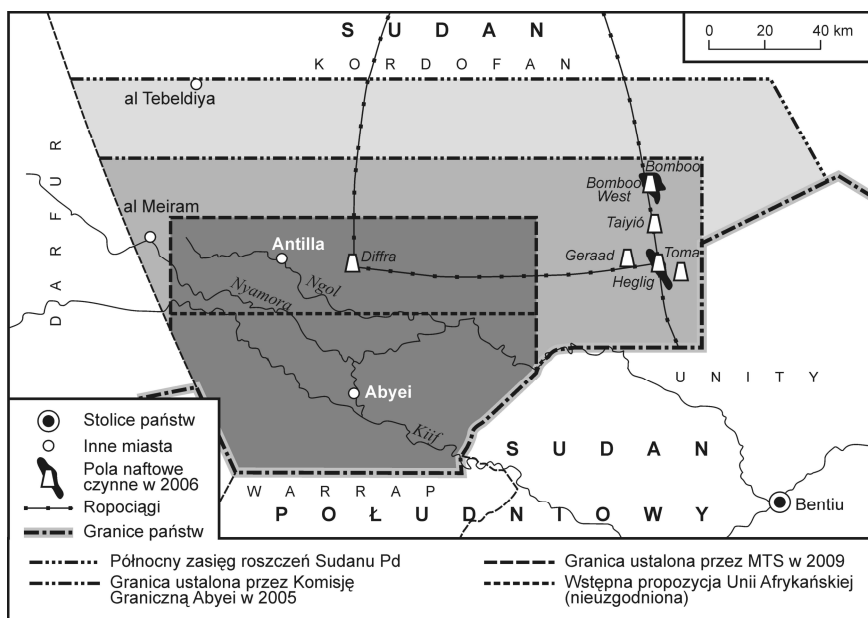 S U D A N
K O R D O F A N
0 20 40 km
al Tebeldiya
D A R F U R
Bomboo
Bomboo
West
al Meiram
Taiyió
Antilla
Diffra
Geraad
Toma
Heglig
Ngol
Nyamora
Abyei
U N I T Y
Kiif
S U D A N
W A R R A P
P O Ł U D N I O W Y
Bentiu
Stolice państw
Inne miasta
Pola naftowe
czynne w 2006
Ropociągi
Granice państw
Północny zasięg roszczeń Sudanu Pd
Granica ustalona przez Komisję
Graniczną Abyei w 2005
Granica ustalona przez MTS w 2009
Wstępna propozycja Unii Afrykańskiej
(nieuzgodniona)